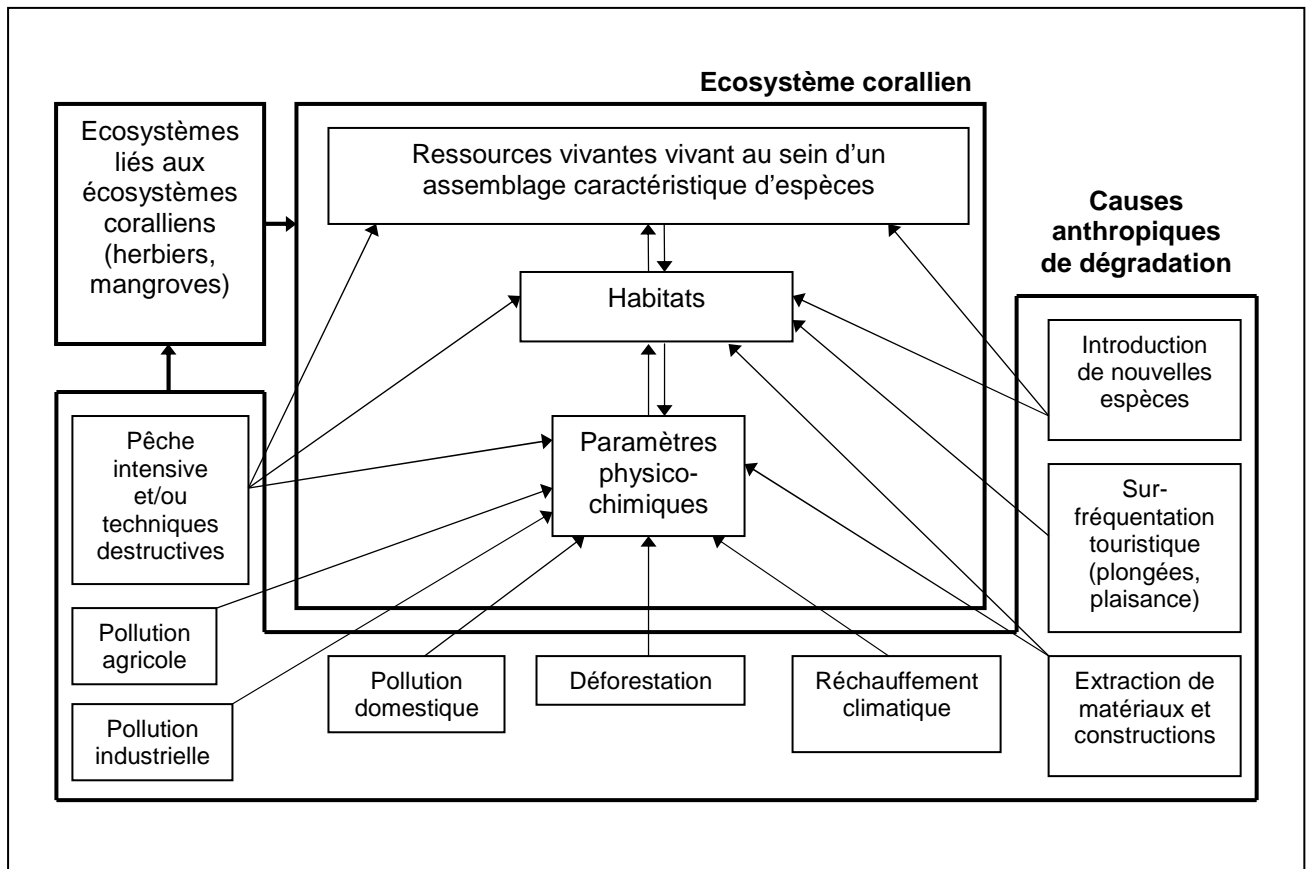 Ecosystème corallien
Ecosystèmes
liés aux
écosystèmes
coralliens
(herbiers,
mangroves)
Ressources vivantes vivant au sein d'un
assemblage caractéristique d'espèces
Causes
anthropiques
de dégradation
Habitats
Introduction
de nouvelles
espèces
Pêche
intensive
et/ou
techniques
destructives
Paramètres
physico-
chimiques
Sur-
fréquentation
touristique
(plongées,
plaisance)
Pollution
agricole
Pollution
industrielle
Pollution
domestique
Déforestation
Réchauffement
climatique
Extraction de
matériaux et
constructions